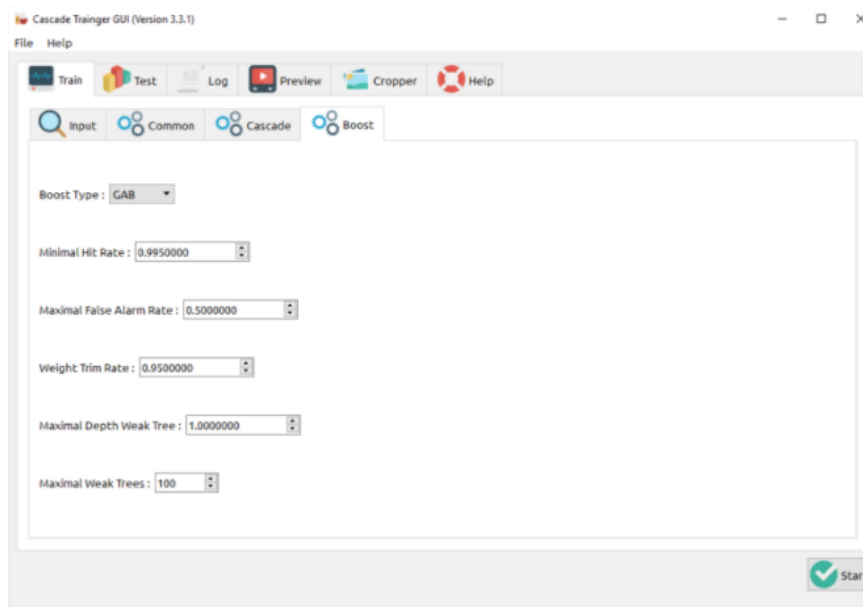 Cascade Trainger GUI (Version 3.3.1)
File Help
Train Test Log Preview Cropper Help
Input Common Cascade Boost
Boost Type : GAB
Minimal Hit Rate : 0.9950000
Maximal False Alarm Rate : 0.5000000
Weight Trim Rate : 0.9500000
Maximal Depth Weak Tree : 1.0000000
Maximal Weak Trees : 100
Star